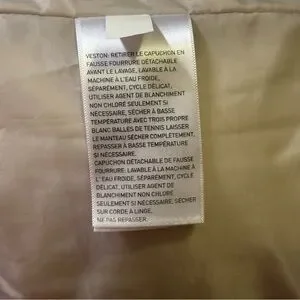 VESTON: RETIRER LE CAPUCHON EN
FAUSSE FOURRURE DÉTACHABLE
AVANT LE LAVAGE, LAVABLE À LA
MACHINE À L'EAU FROIDE,
SÉPARÉMENT, CYCLE DÉLICAT,
UTILISER AGENT DE BLANCHIMENT
NON CHLORÉ SEULEMENT SI
NÉCESSAIRE, SÉCHER À BASSE
TEMPÉRATURE AVEC TROIS PROPRES
BLANC BALLES DE TENNIS LAISSER
LE MANTEAU SÉCHER COMPLÈTEMENT,
REPASSER À BASSE TEMPÉRATURE
SI NÉCESSAIRE.
CAPUCHON DÉTACHABLE DE FAUSSE
FOURRURE: LAVABLE À LA MACHINE À
L'EAU FROIDE, SÉPARÉMENT, CYCLE
DÉLICAT, UTILISER AGENT DE
BLANCHIMENT NON CHLORÉ
SEULEMENT SI NÉCESSAIRE, SÉCHER
SUR CORDE À LINGE.
NE PAS REPASSER.